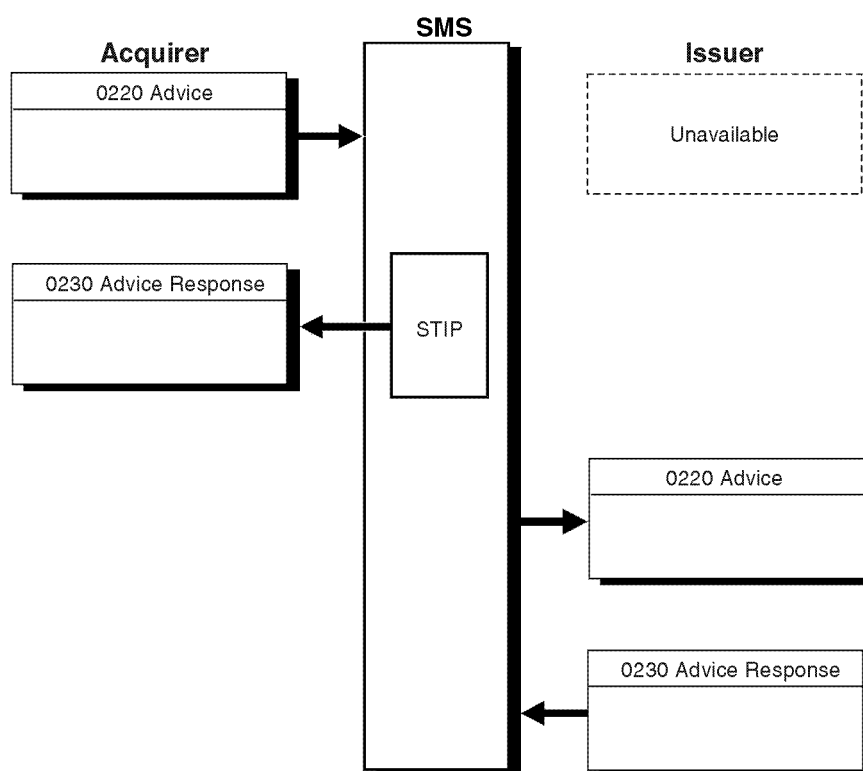 SMS
Acquirer
Issuer
0220 Advice
Unavailable
0230 Advice Response
STIP
0220 Advice
0230 Advice Response